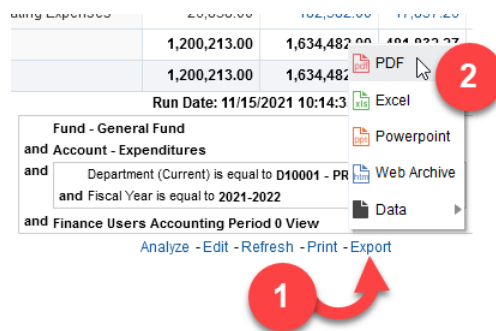 1,200,213.00 1,634,482.00
1,200,213.00 1,634,482
Run Date: 11/15/2021 10:14:3
Fund - General Fund
and Account - Expenditures
and Department (Current) is equal to D10001 - PR
and Fiscal Year is equal to 2021-2022
and Finance Users Accounting Period 0 View
Analyze - Edit - Refresh - Print - Export
PDF
Excel
Powerpoint
Web Archive
Data
2
1